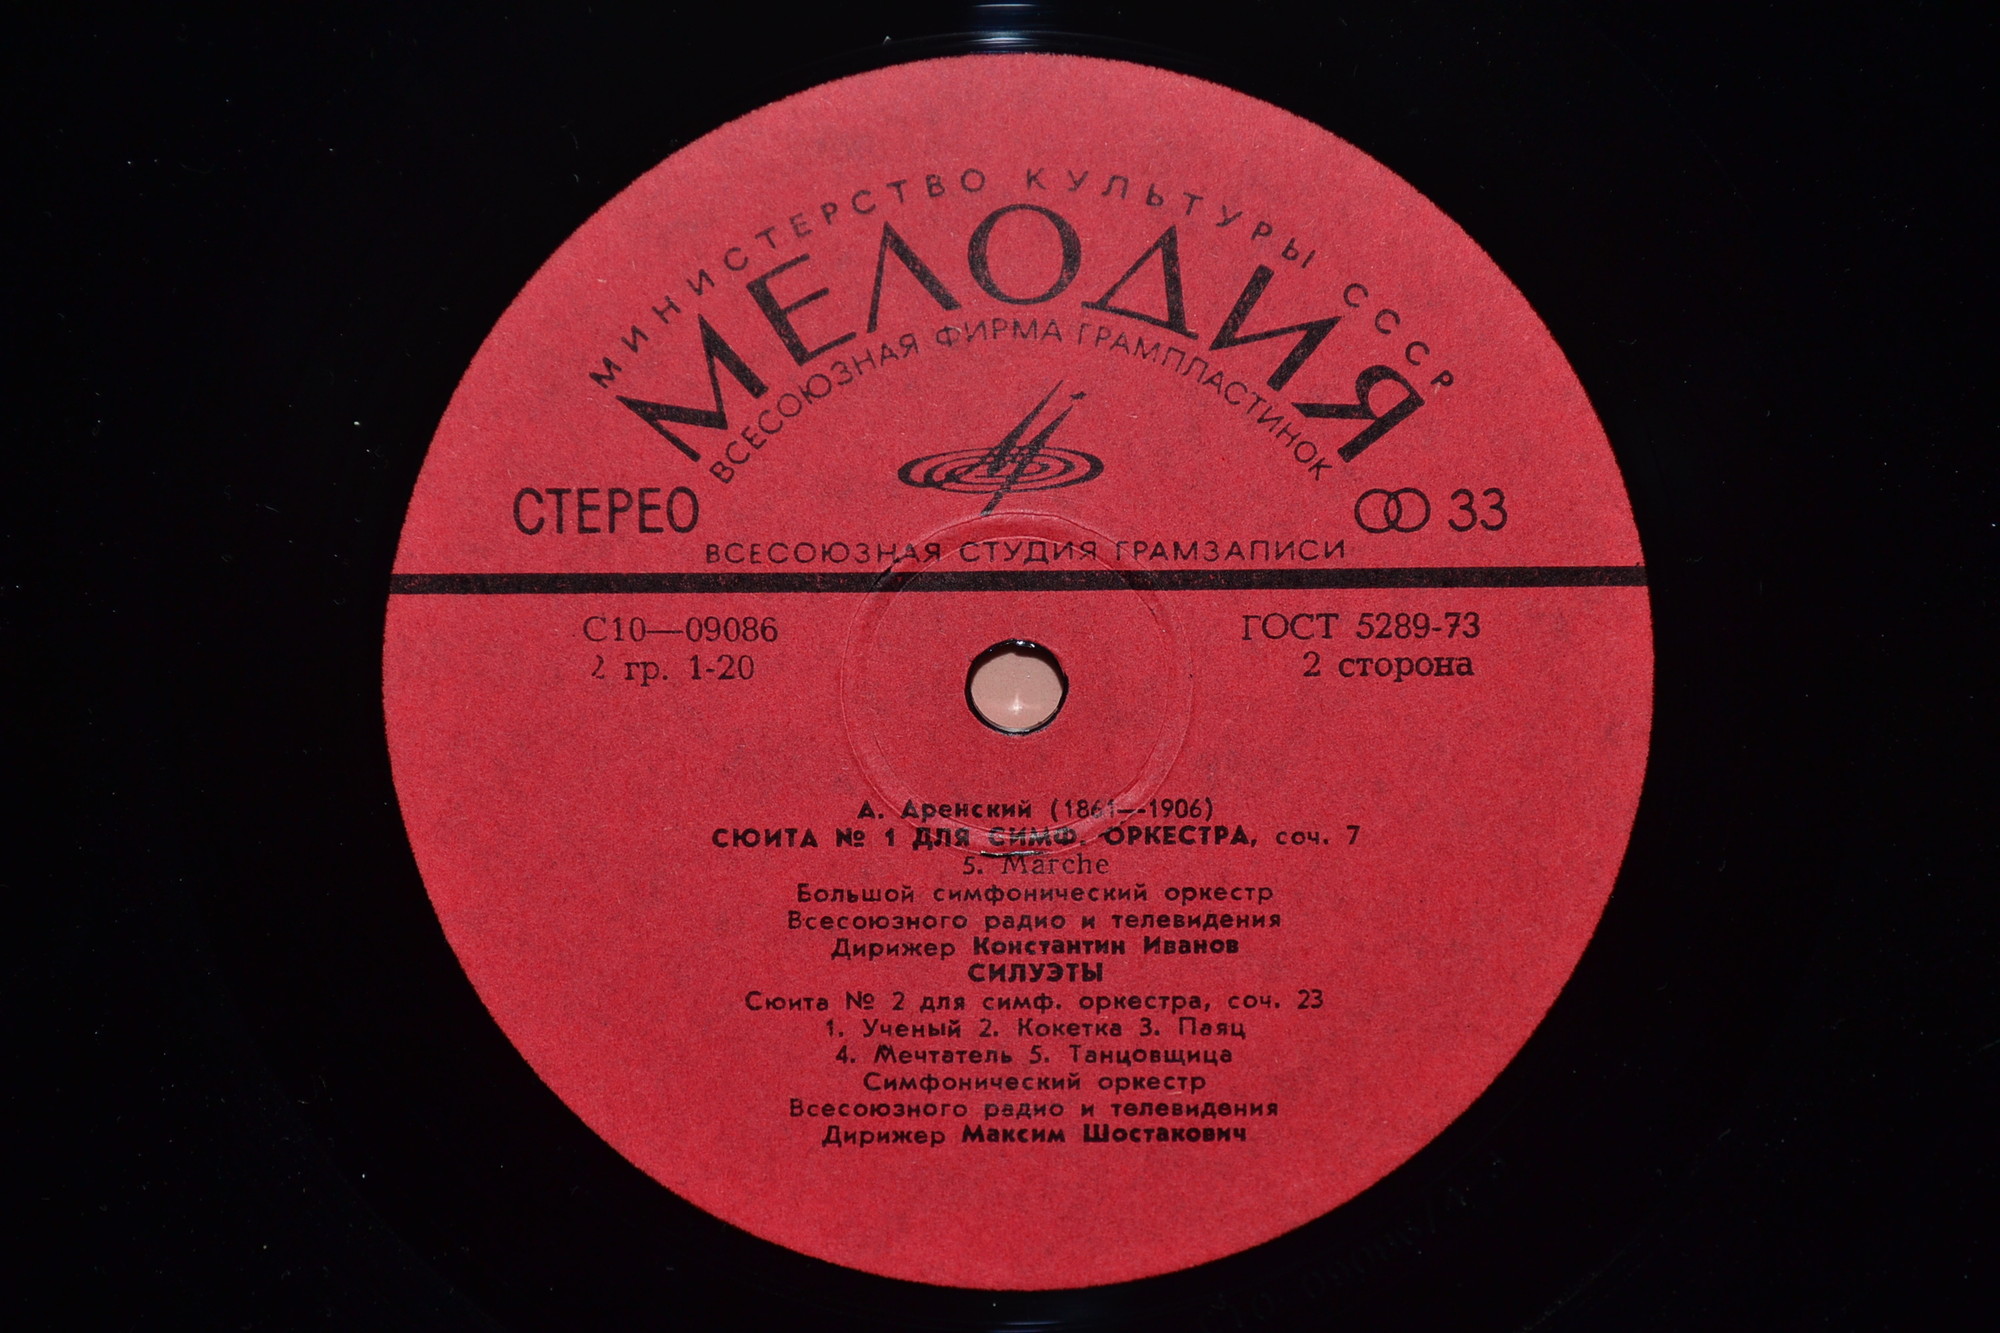 МИНИСТЕРСТВО КУЛЬТУРЫ СССР
МЕЛОДИЯ
ВСЕСОЮЗНАЯ ФИРМА ГРАМПЛАСТИНОК
СТЕРЕО
33
ВСЕСОЮЗНАЯ СТУДИЯ ГРАМЗАПИСИ
С10—09086
ГОСТ 5289-73
2 гр. 1-20
2 сторона
А. Аренский (1861—1906)
СЮИТА № 1 ДЛЯ СИМФ. ОРКЕСТРА, соч. 7
5. Marche
Большой симфонический оркестр
Всесоюзного радио и телевидения
Дирижер Константин Иванов
СИЛУЭТЫ
Сюита № 2 для симф. оркестра, соч. 23
1. Ученый 2. Кокетка 3. Паяц
4. Мечтатель 5. Танцовщица
Симфонический оркестр
Всесоюзного радио и телевидения
Дирижер Максим Шостакович